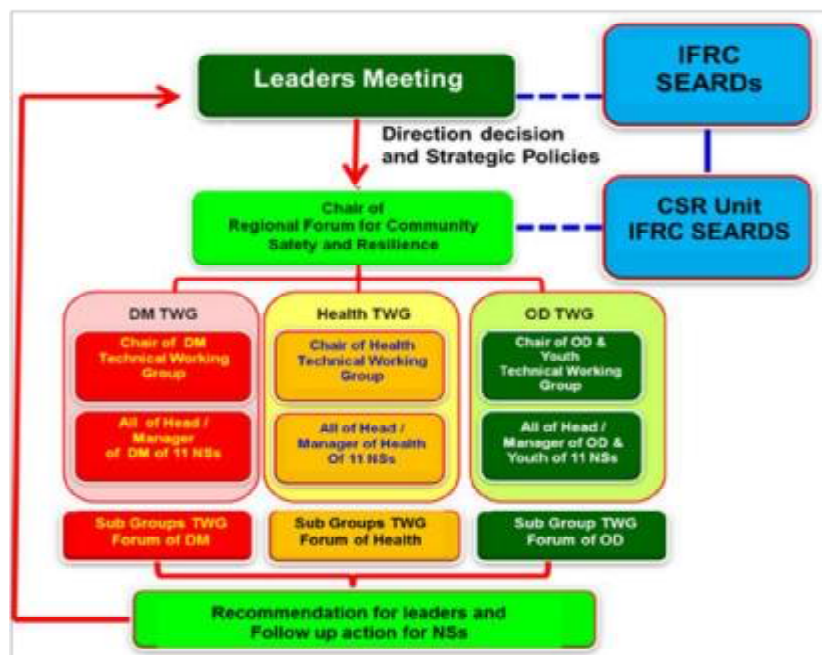 Leaders Meeting
IFRC
SEARDs
Direction decision
and Strategic Policies
Chair of
Regional Forum for Community
Safety and Resilience
CSR Unit
IFRC SEARDS
DM TWG
Chair of DM
Technical Working
Group
All of Head /
Manager
of DM of 11 NSs
Health TWG
Chair of Health
Technical Working
Group
All of Head /
Manager of Health
Of 11 NSs
OD TWG
Chair of OD &
Youth
Technical Working
Group
All of Head /
Manager of OD &
Youth of 11 NSs
Sub Groups TWG
Forum of DM
Sub Groups TWG
Forum of Health
Sub Group TWG
Forum of OD
Recommendation for leaders and
Follow up action for NSs